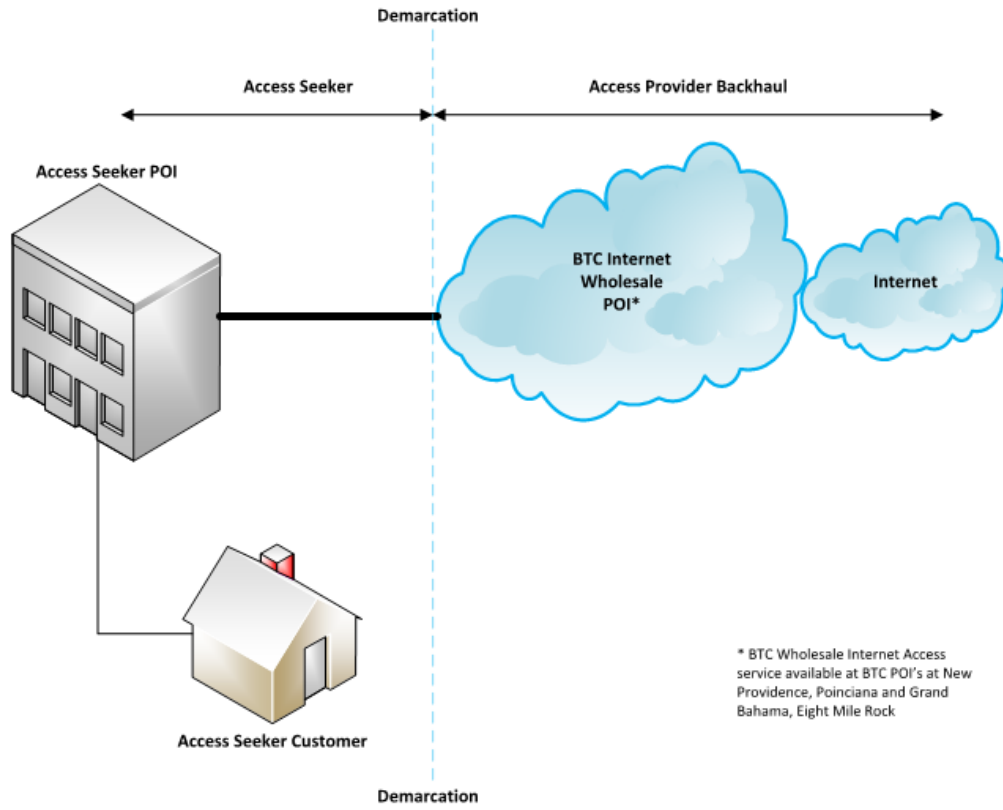 Demarcation
Access Seeker
Access Provider Backhaul
Access Seeker POI
BTC Internet
Wholesale
POI*
Internet
* BTC Wholesale Internet Access
service available at BTC POI's at New
Providence, Poinciana and Grand
Bahama, Eight Mile Rock
Access Seeker Customer
Demarcation